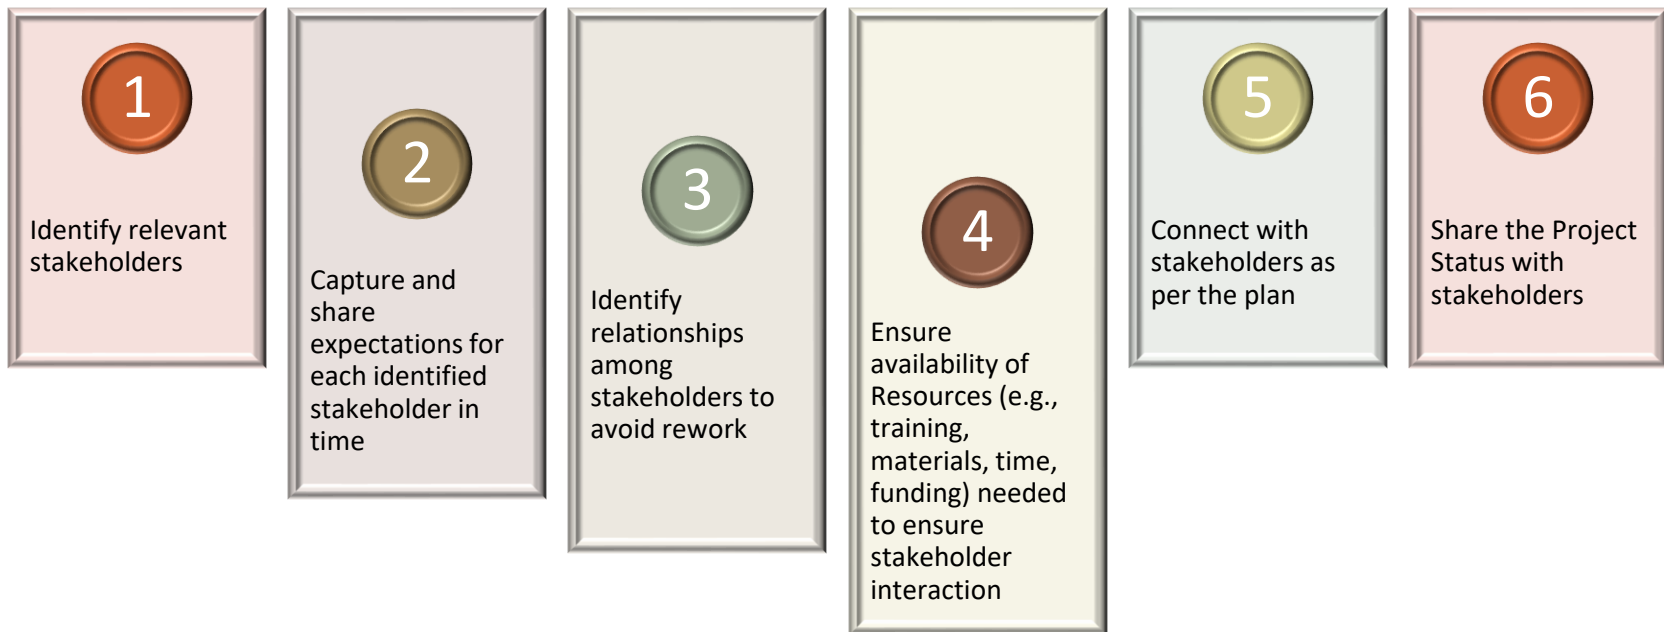 1
Identify relevant
stakeholders
2
Capture and
share
expectations for
each identified
stakeholder in
time
3
Identify
relationships
among
stakeholders to
avoid rework
4
Ensure
availability of
Resources (e.g.,
training,
materials, time,
funding) needed
to ensure
stakeholder
interaction
5
Connect with
stakeholders as
per the plan
6
Share the Project
Status with
stakeholders